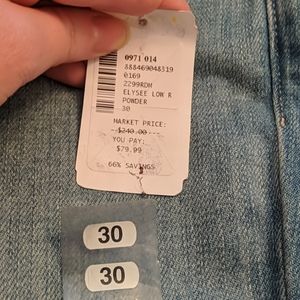 0971 014
888469048319
0169
2299RDM
ELYSEE LOW R
POWDER
30
MARKET PRICE:
$240.00
YOU PAY:
$79.99
66% SAVINGS
30
30